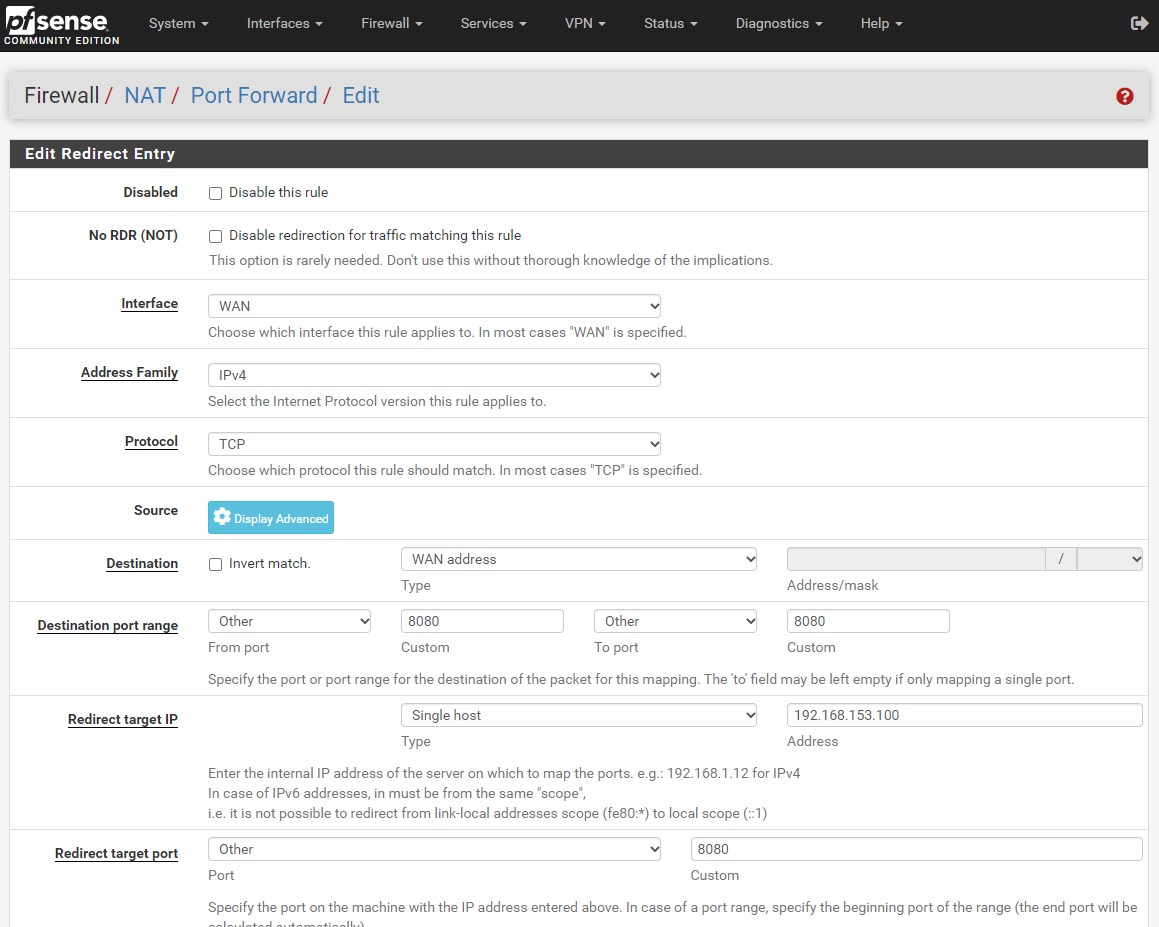 pfsense
COMMUNITY EDITION
System Interfaces Firewall Services VPN Status Diagnostics Help
Firewall / NAT / Port Forward / Edit
Edit Redirect Entry
Disabled Disable this rule
No RDR (NOT) Disable redirection for traffic matching this rule
This option is rarely needed. Don't use this without thorough knowledge of the implications.
Interface WAN
Choose which interface this rule applies to. In most cases "WAN" is specified.
Address Family IPv4
Select the Internet Protocol version this rule applies to.
Protocol TCP
Choose which protocol this rule should match. In most cases "TCP" is specified.
Source Display Advanced
Destination Invert match. WAN address /
Type Address/mask
Destination port range Other 8080 Other 8080
From port Custom To port Custom
Specify the port or port range for the destination of the packet for this mapping. The 'to' field may be left empty if only mapping a single port.
Redirect target IP Single host 192.168.153.100
Type Address
Enter the internal IP address of the server on which to map the ports. e.g.: 192.168.1.12 for IPv4
In case of IPv6 addresses, in must be from the same "scope",
i.e. it is not possible to redirect from link-local addresses scope (fe80:*) to local scope (::1)
Redirect target port Other 8080
Port Custom
Specify the port on the machine with the IP address entered above. In case of a port range, specify the beginning port of the range (the end port will be
calculated automatically)